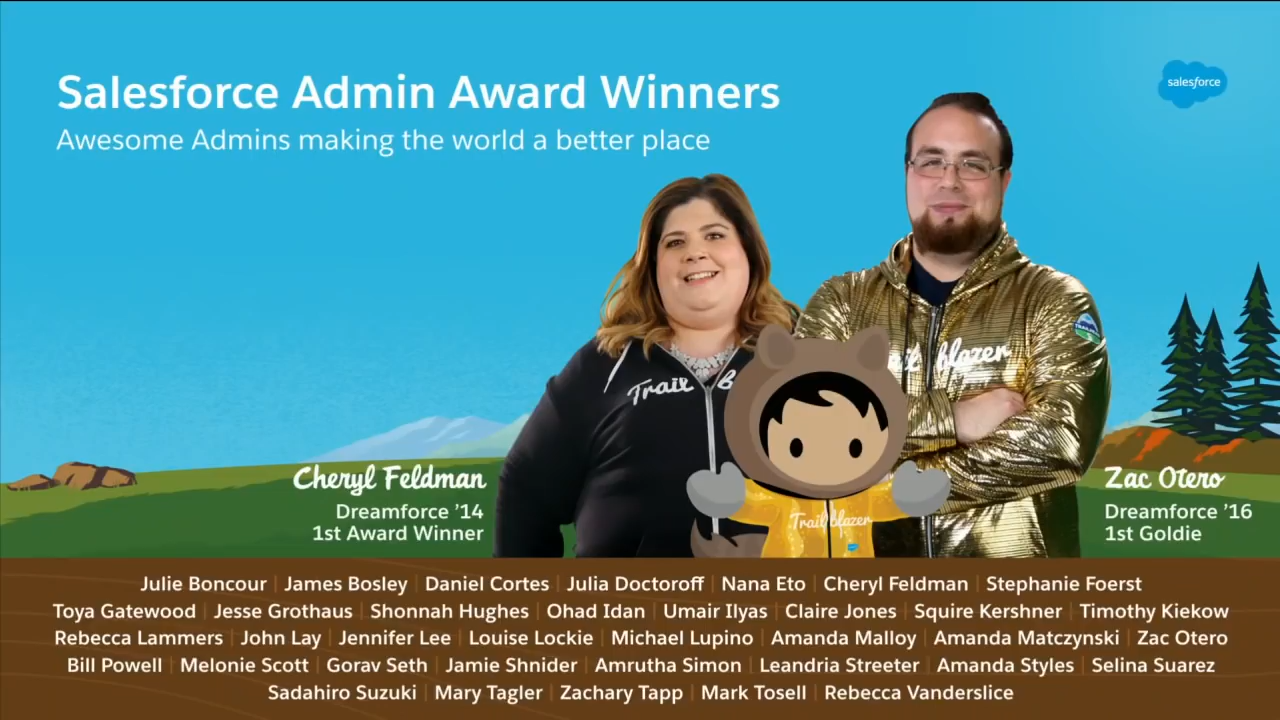 Salesforce Admin Award Winners
Awesome Admins making the world a better place
salesforce
Trail
blazer
Trailblazer
Cheryl Feldman
Dreamforce ’14
1st Award Winner
Zac Otero
Dreamforce ’16
1st Goldie
Julie Boncour | James Bosley | Daniel Cortes | Julia Doctoroff | Nana Eto | Cheryl Feldman | Stephanie Foerst
Toya Gatewood | Jesse Grothaus | Shonnah Hughes | Ohad Idan | Umair Ilyas | Claire Jones | Squire Kershner | Timothy Kiekow
Rebecca Lammers | John Lay | Jennifer Lee | Louise Lockie | Michael Lupino | Amanda Malloy | Amanda Matczynski | Zac Otero
Bill Powell | Melonie Scott | Gorav Seth | Jamie Shnider | Amrutha Simon | Leandria Streeter | Amanda Styles | Selina Suarez
Sadahiro Suzuki | Mary Tagler | Zachary Tapp | Mark Tosell | Rebecca Vanderslice